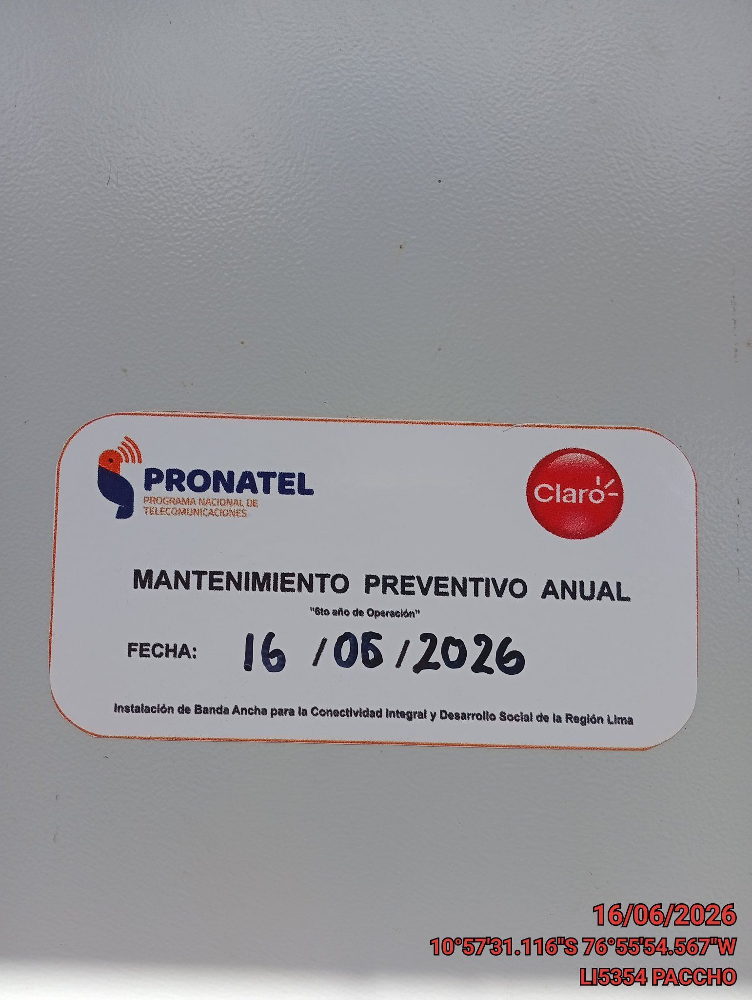 PRONATEL
PROGRAMA NACIONAL DE
TELECOMUNICACIONES
Claro
MANTENIMIENTO PREVENTIVO ANUAL
"6to año de Operación"
FECHA: 16 / 06 / 2026
Instalación de Banda Ancha para la Conectividad Integral y Desarrollo Social de la Región Lima
16/06/2026
10°57'31.116"S 76°55'54.567"W
LI5354 PACCHO